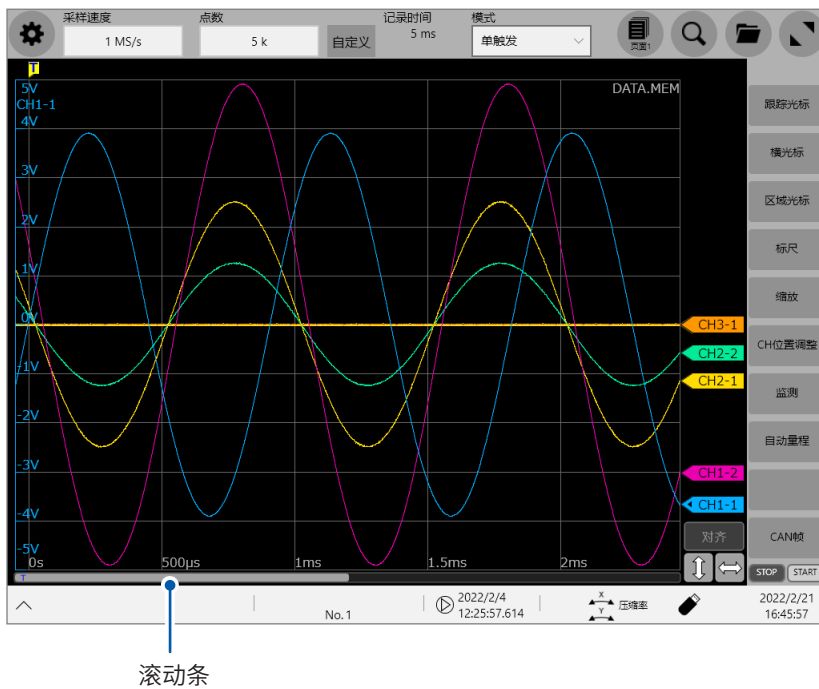 采样速度 点数 记录时间 模式
1 MS/s 5 k 自定义 5 ms 单触发 页面1
T
5V DATA.MEM
CH1-1
4V
3V
2V
1V
0V
-1V
-2V
-3V
-4V
-5V
0s 500μs 1ms 1.5ms 2ms
T
CH3-1
CH2-2
CH2-1
CH1-2
CH1-1
跟踪光标
横光标
区域光标
标尺
缩放
CH位置调整
监测
自动量程
对齐 CAN帧
STOP START
No. 1 2022/2/4 X 压缩率 2022/2/21
12:25:57.614 Y 16:45:57
滚动条